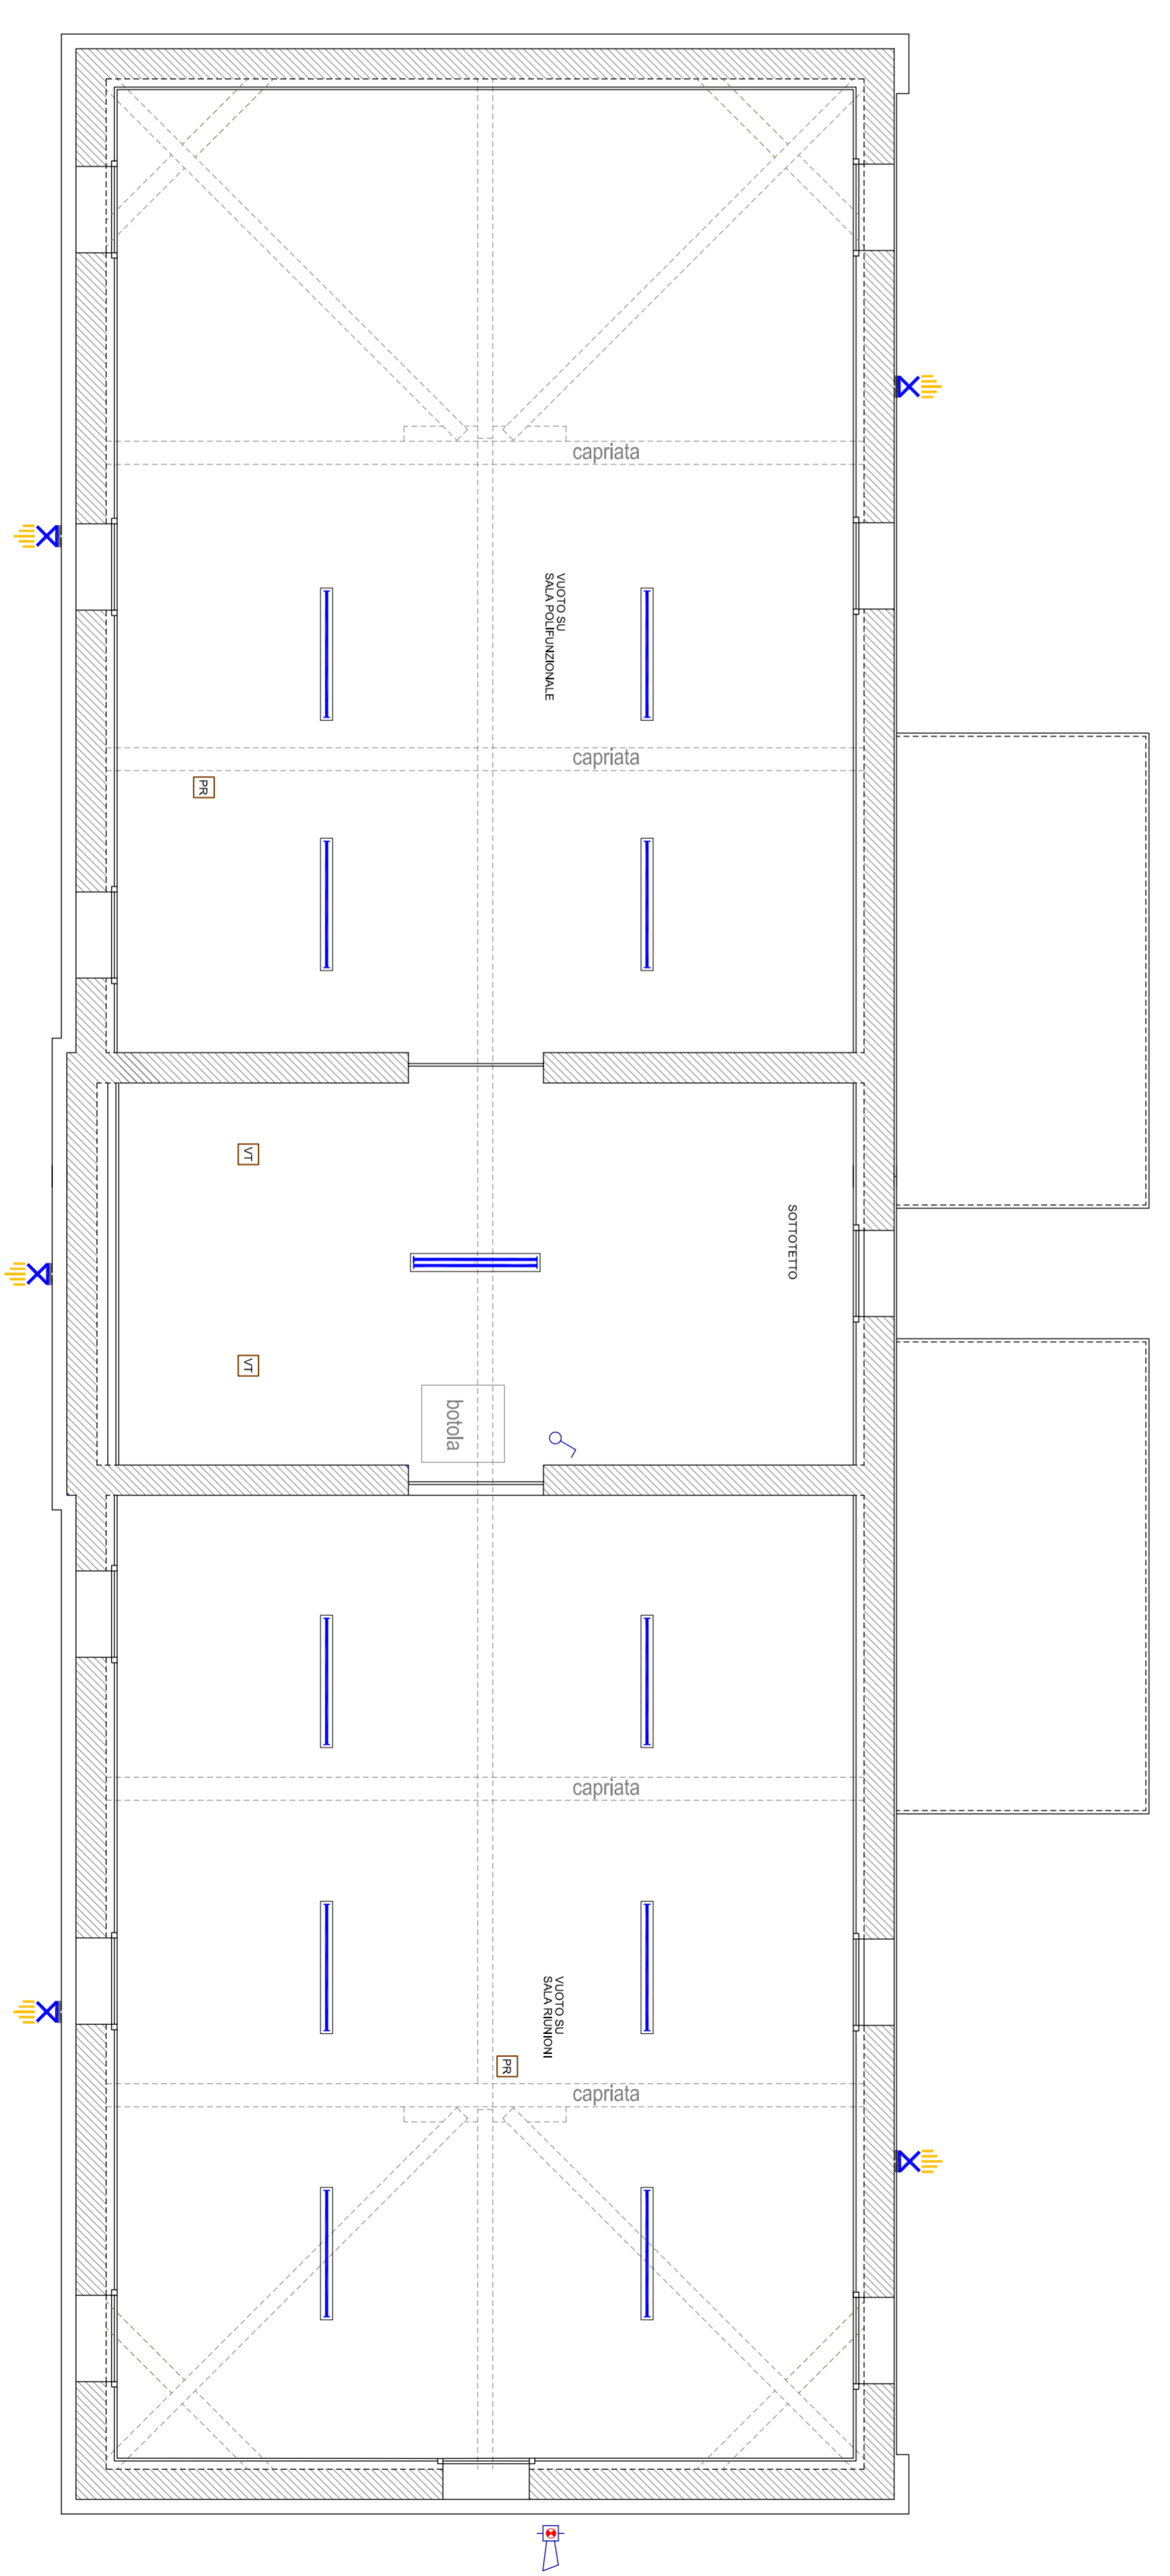 capriata
VUOTO SU
SALA POLIFUNZIONALE
capriata
PR
VT
SOTTOTETTO
VT
botola
capriata
VUOTO SU
SALA RIUNIONI
PR
capriata